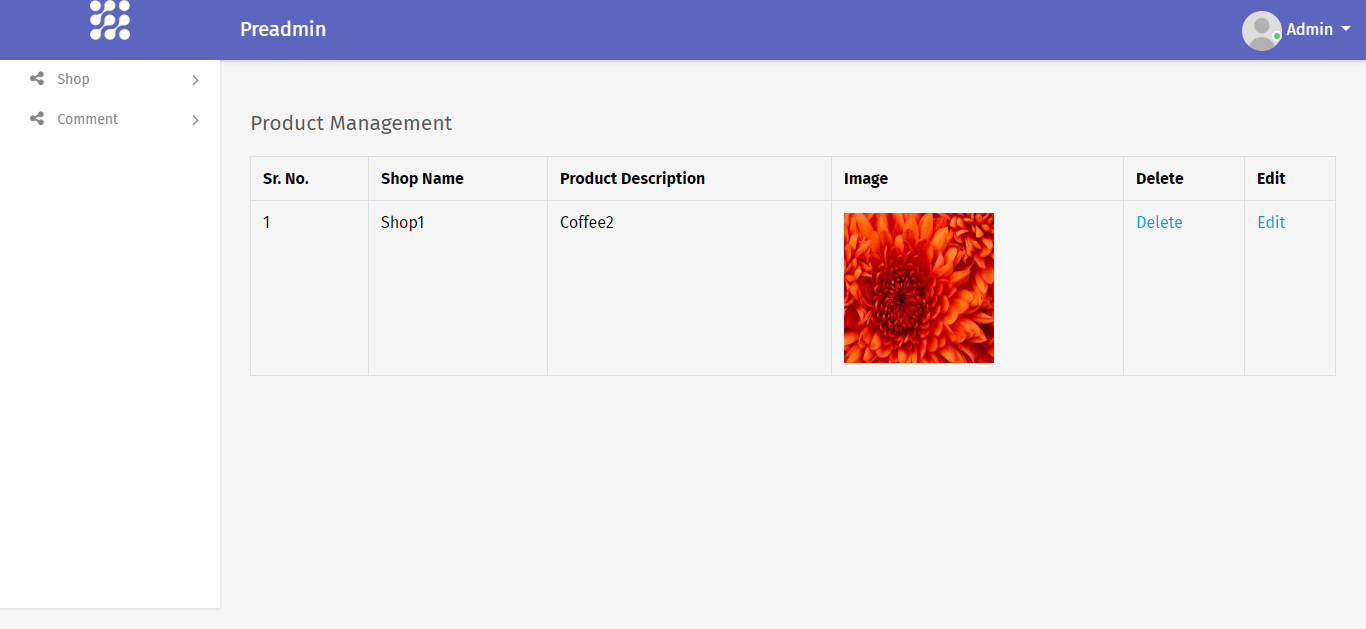 Preadmin
Admin
Shop
Comment
Product Management
Sr. No. Shop Name Product Description Image Delete Edit
1 Shop1 Coffee2 Delete Edit